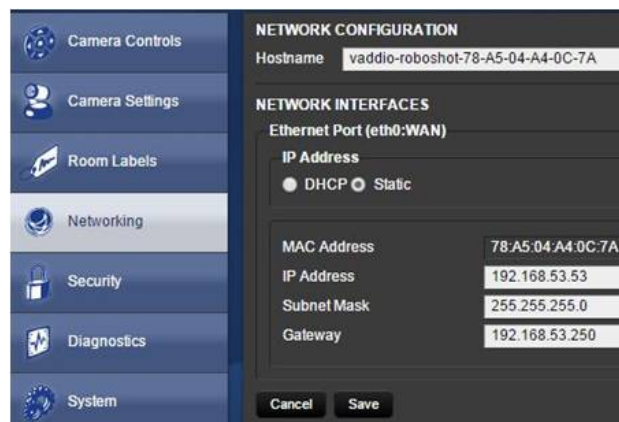 Camera Controls
Camera Settings
Room Labels
Networking
Security
Diagnostics
System
NETWORK CONFIGURATION
Hostname vaddio-roboshot-78-A5-04-A4-0C-7A
NETWORK INTERFACES
Ethernet Port (eth0:WAN)
IP Address
DHCP Static
MAC Address 78:A5:04:A4:0C:7A
IP Address 192.168.53.53
Subnet Mask 255.255.255.0
Gateway 192.168.53.250
Cancel Save